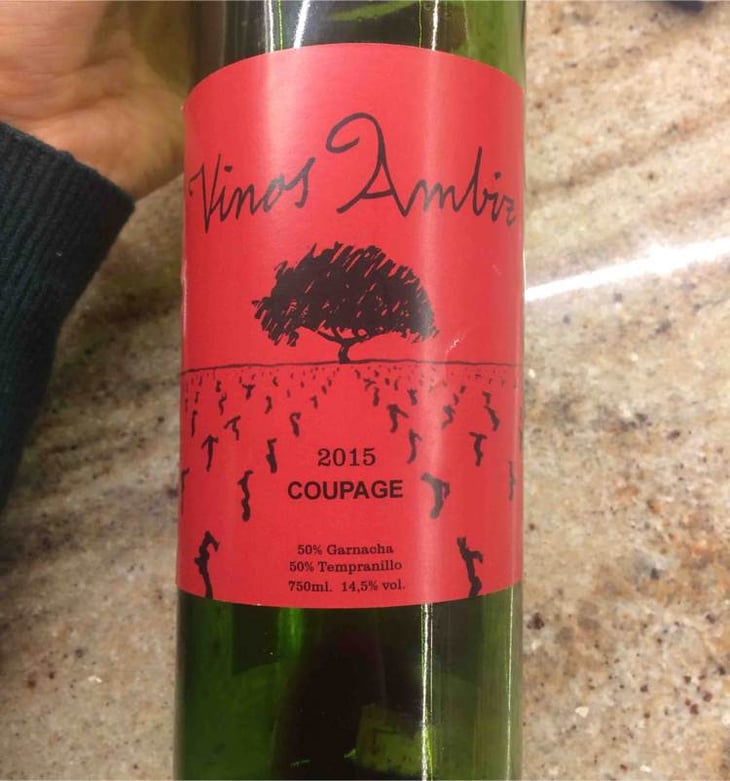 Vinos Ambiz
2015
COUPAGE
50% Garnacha
50% Tempranillo
750ml. 14,5% vol.